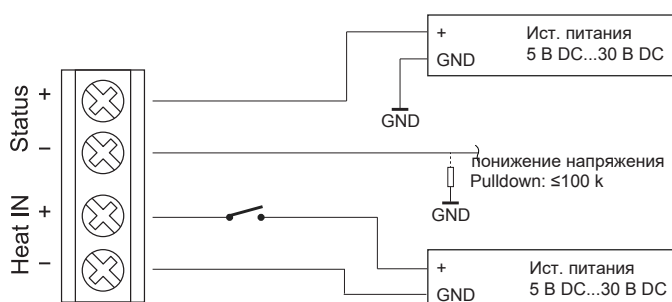 + Ист. питания
GND 5 В DC...30 В DC
Status + −
GND
понижение напряжения
Pulldown: ≤100 k
GND
Heat IN + −
+ Ист. питания
GND 5 В DC...30 В DC